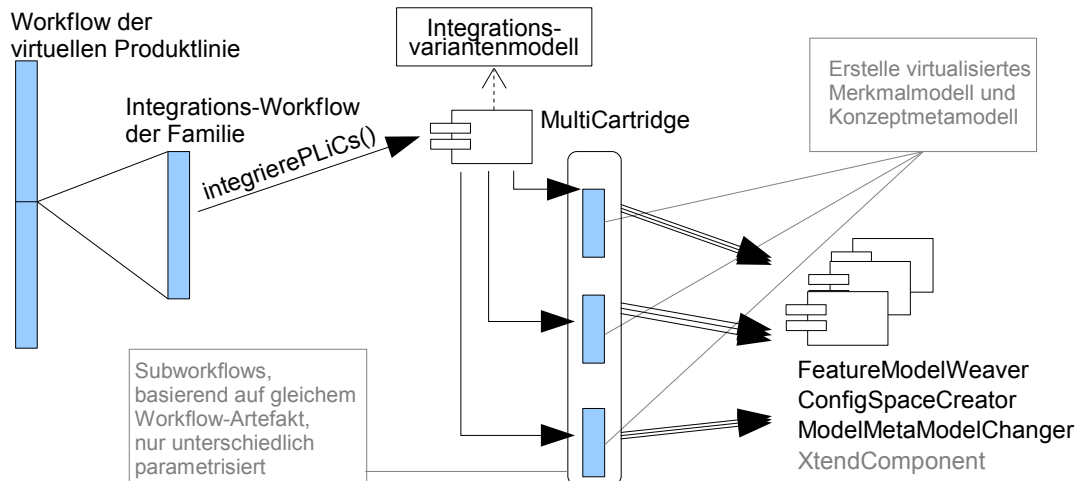 Workflow der
virtuellen Produktlinie
Integrations-Workflow
der Familie
integrierePLiCs()
Integrations-
variantenmodell
MultiCartridge
Erstelle virtualisiertes
Merkmalmodell und
Konzeptmetamodell
Subworkflows,
basierend auf gleichem
Workflow-Artefakt,
nur unterschiedlich
parametrisiert
FeatureModelWeaver
ConfigSpaceCreator
ModelMetaModelChanger
XtendComponent